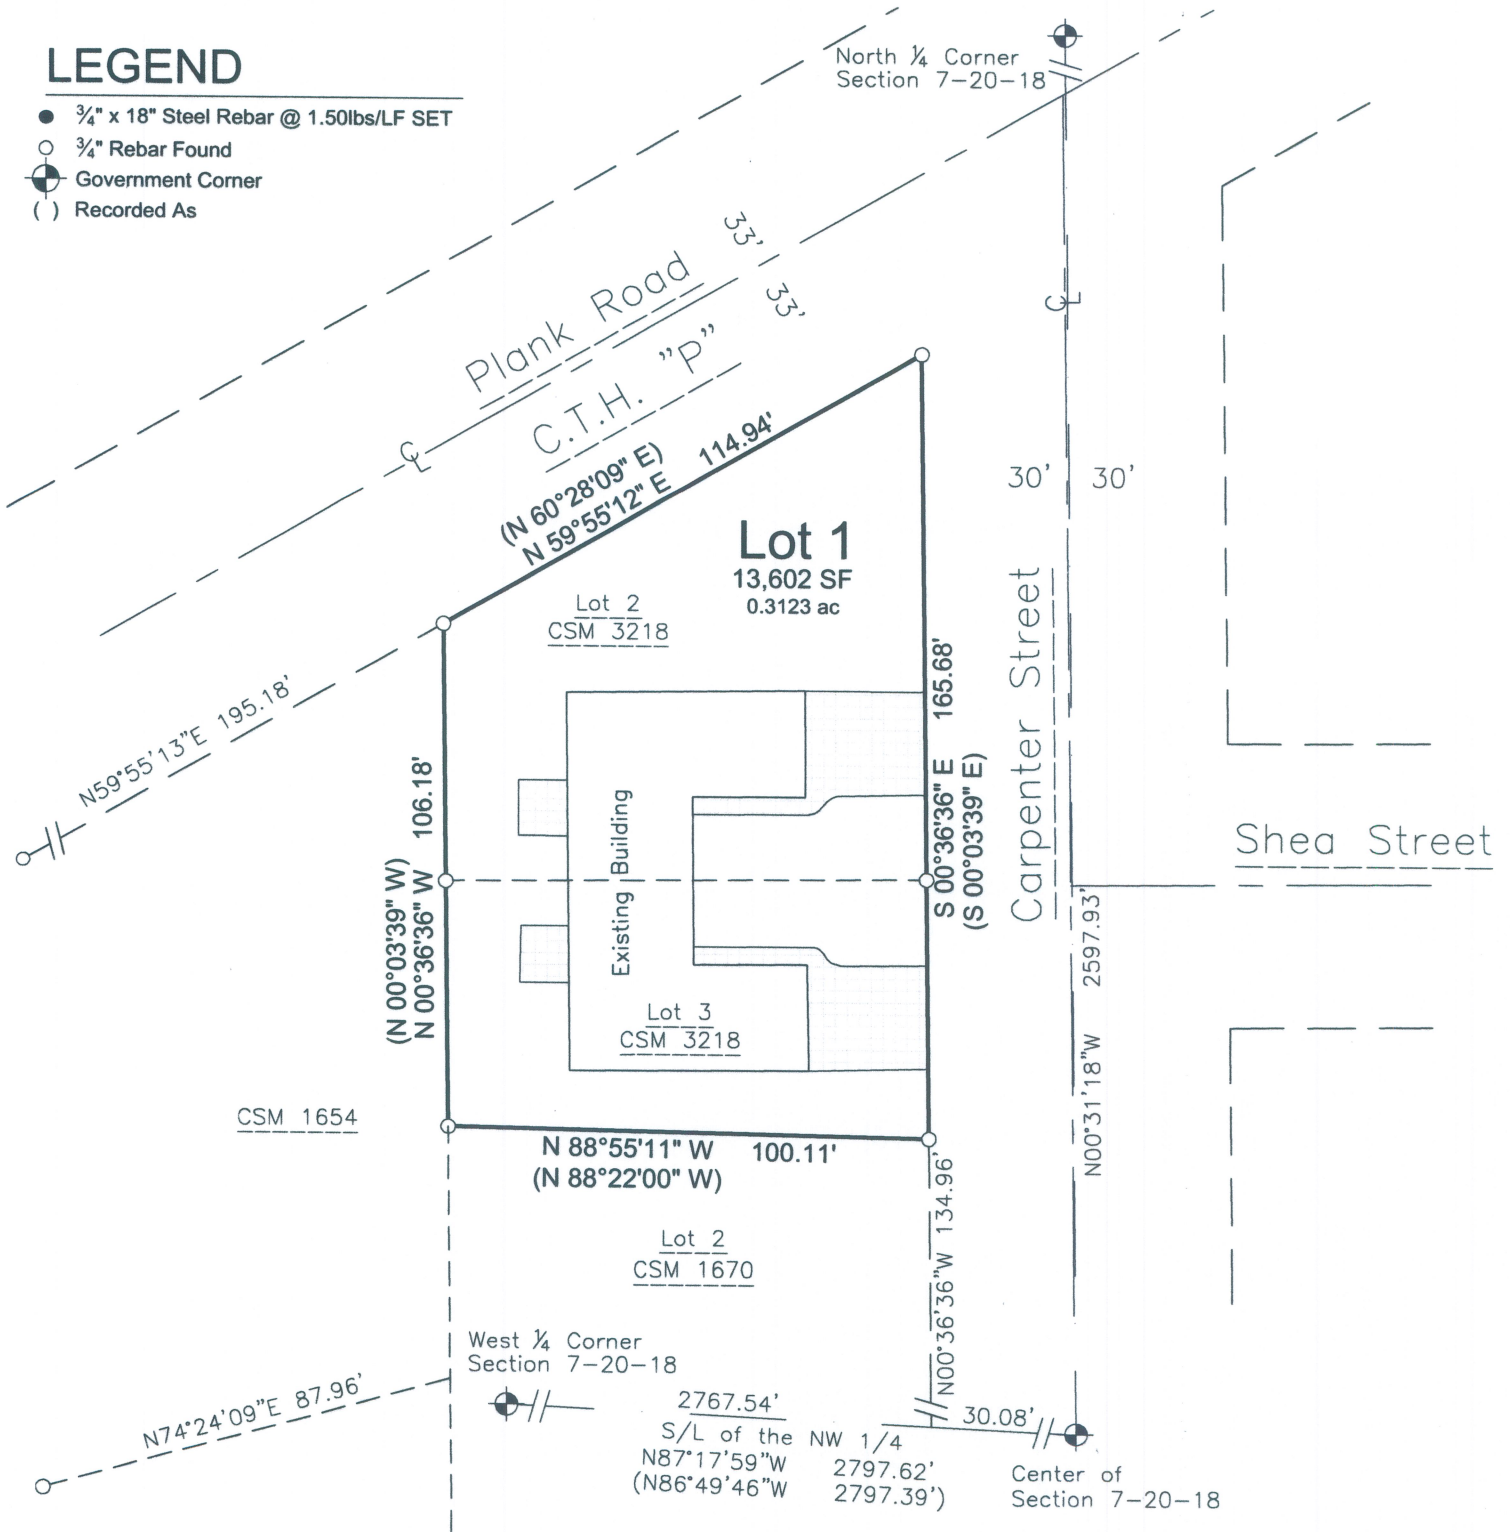 LEGEND
¾" x 18" Steel Rebar @ 1.50lbs/LF SET
¾" Rebar Found
Government Corner
( ) Recorded As
North ¼ Corner
Section 7-20-18
33'
33'
Plank Road
C.T.H. "P"
℄
℄
(N 60°28'09" E)
N 59°55'12" E 114.94'
30' 30'
Lot 1
13,602 SF
0.3123 ac
Lot 2
CSM 3218
N59°55'13"E 195.18'
(N 00°03'39" W)
N 00°36'36" W 106.18'
Existing Building
S 00°36'36" E 165.68'
(S 00°03'39" E)
Carpenter Street
Shea Street
N00°31'18"W 2597.93'
Lot 3
CSM 3218
CSM 1654
N 88°55'11" W 100.11'
(N 88°22'00" W)
N00°36'36"W 134.96'
Lot 2
CSM 1670
West ¼ Corner
Section 7-20-18
N74°24'09"E 87.96'
2767.54'
30.08'
S/L of the NW 1/4
N87°17'59"W 2797.62'
(N86°49'46"W 2797.39')
Center of
Section 7-20-18